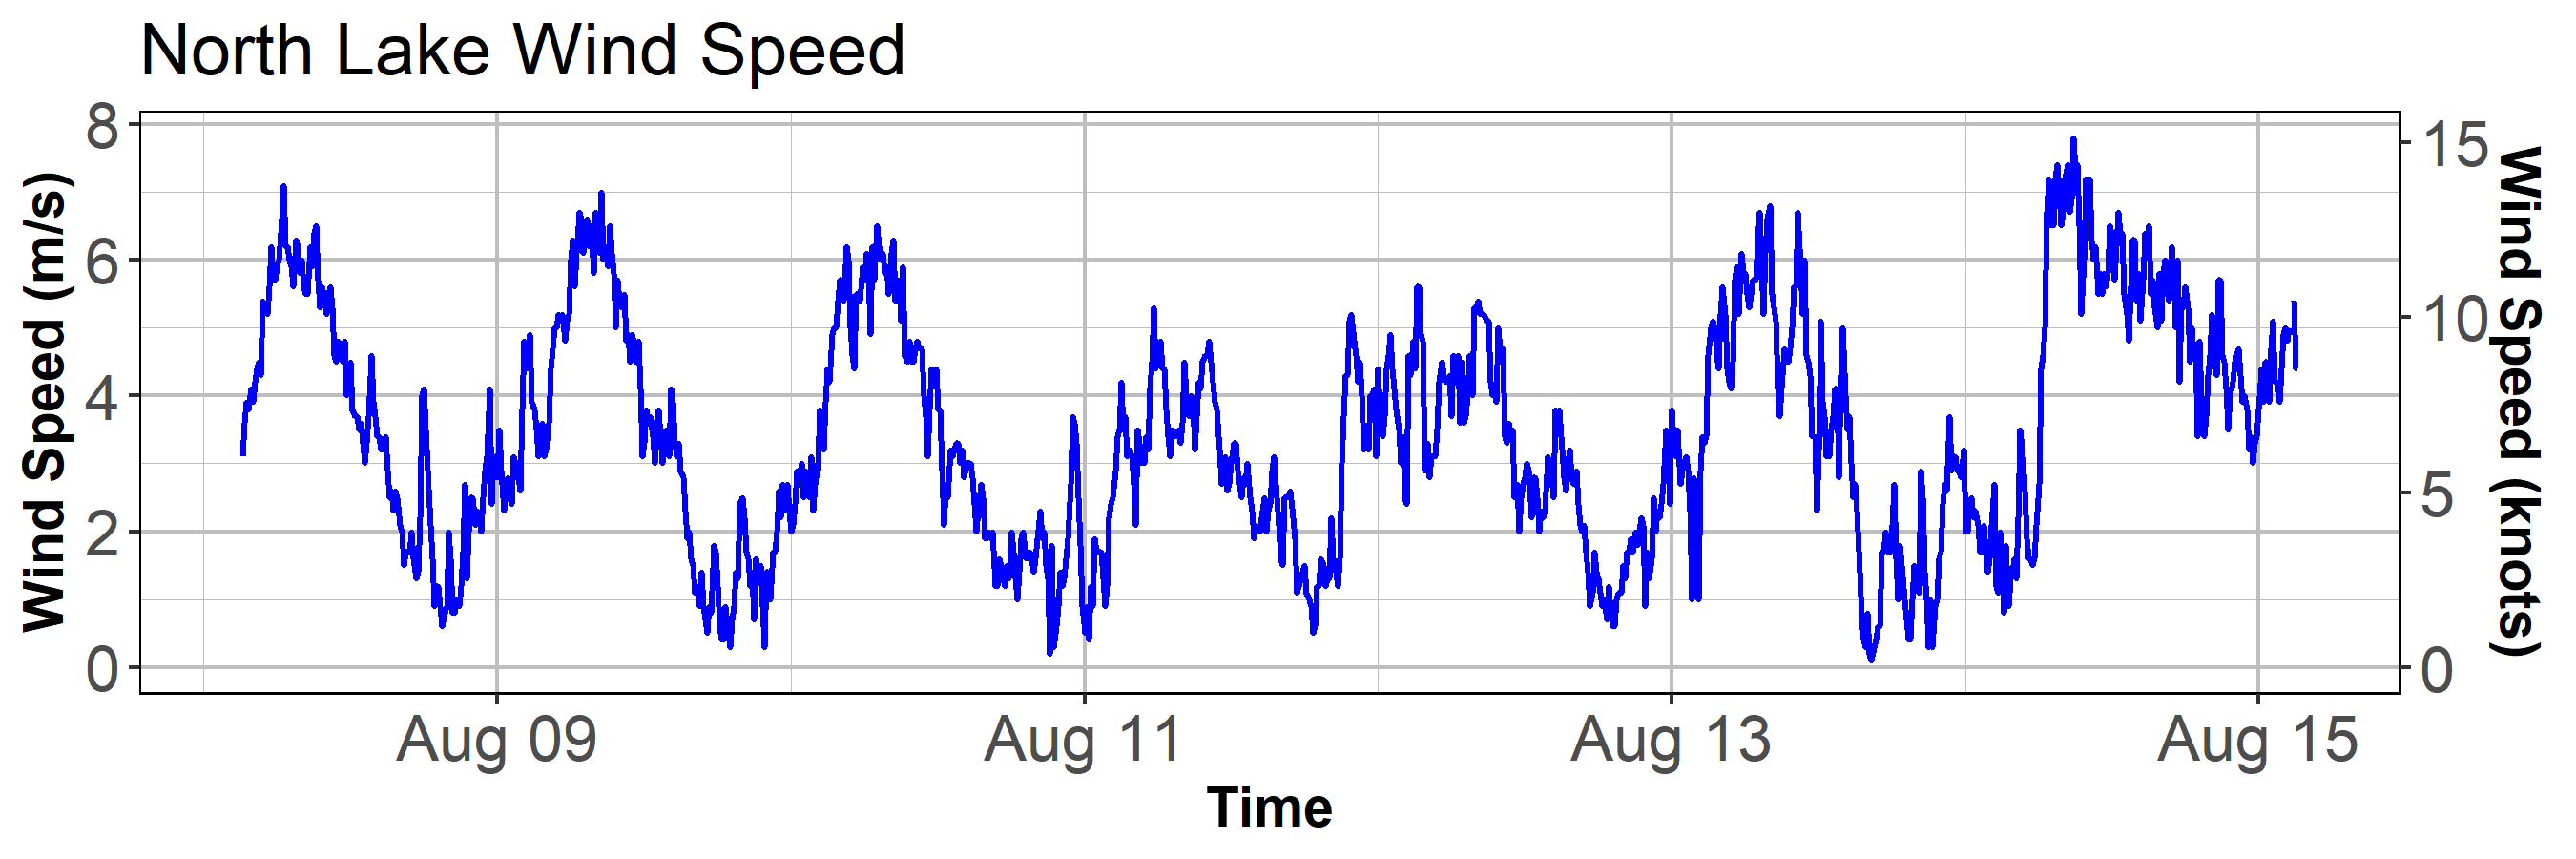 North Lake Wind Speed
Wind Speed (m/s)
8
6
4
2
0
15
10
5
0
Wind Speed (knots)
Aug 09
Aug 11
Aug 13
Aug 15
Time